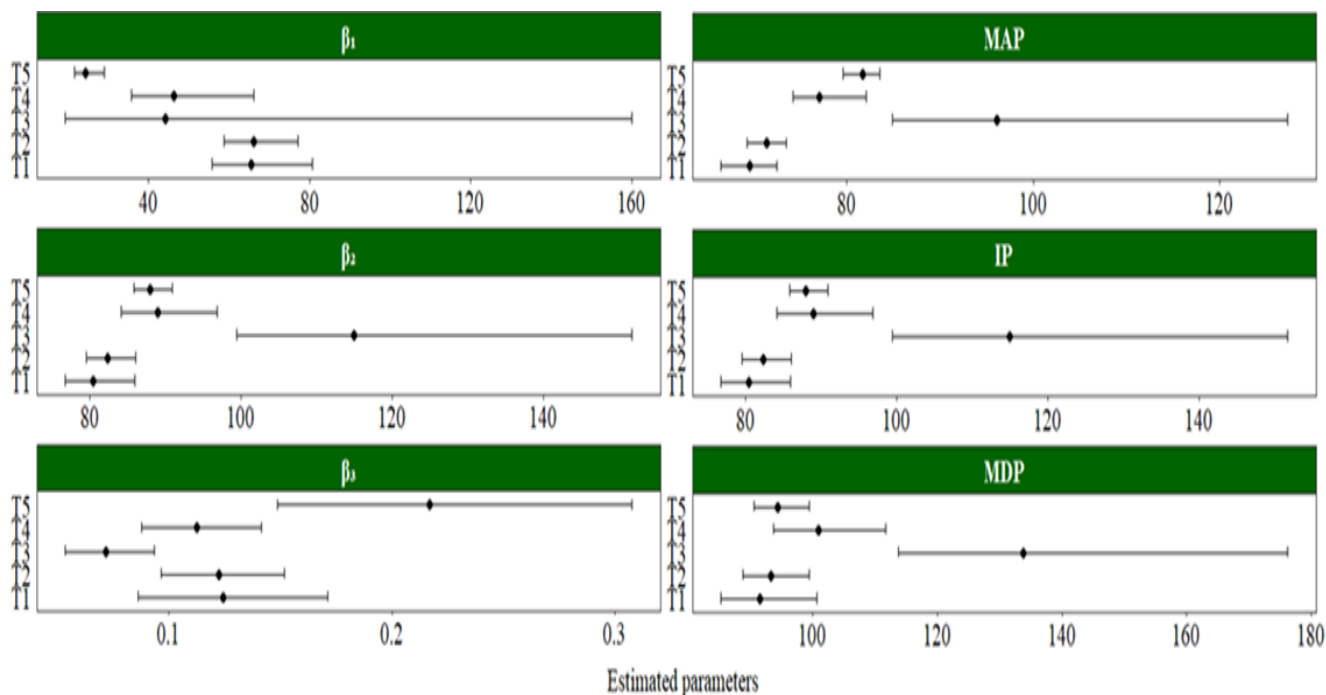 β₁
T5
T4
T3
T2
T1
40 80 120 160
MAP
T5
T4
T3
T2
T1
80 100 120
β₂
T5
T4
T3
T2
T1
80 100 120 140
IP
T5
T4
T3
T2
T1
80 100 120 140
β₃
T5
T4
T3
T2
T1
0.1 0.2 0.3
MDP
T5
T4
T3
T2
T1
100 120 140 160 180
Estimated parameters